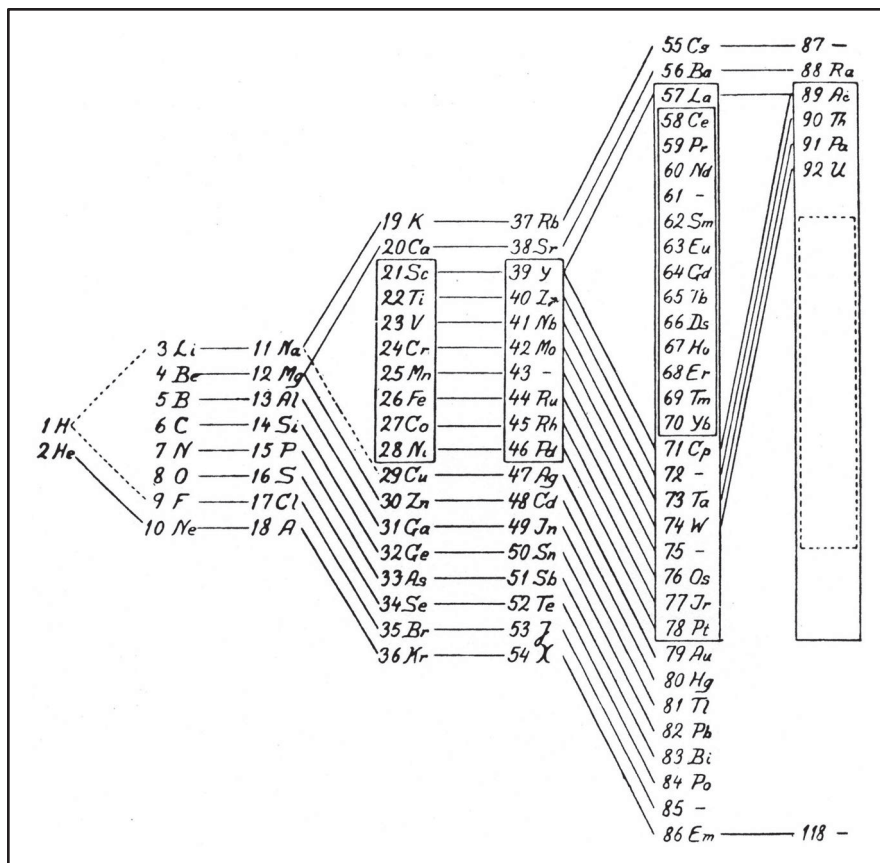 1 H
2 He
3 Li
4 Be
5 B
6 C
7 N
8 O
9 F
10 Ne
11 Na
12 Mg
13 Al
14 Si
15 P
16 S
17 Cl
18 A
19 K
20 Ca
21 Sc
22 Ti
23 V
24 Cr
25 Mn
26 Fe
27 Co
28 Ni
29 Cu
30 Zn
31 Ga
32 Ge
33 As
34 Se
35 Br
36 Kr
37 Rb
38 Sr
39 Y
40 Zr
41 Nb
42 Mo
43 -
44 Ru
45 Rh
46 Pd
47 Ag
48 Cd
49 Jn
50 Sn
51 Sb
52 Te
53 J
54 X
55 Cs
56 Ba
57 La
58 Ce
59 Pr
60 Nd
61 -
62 Sm
63 Eu
64 Gd
65 Tb
66 Ds
67 Ho
68 Er
69 Tm
70 Yb
71 Cp
72 -
73 Ta
74 W
75 -
76 Os
77 Jr
78 Pt
79 Au
80 Hg
81 Tl
82 Pb
83 Bi
84 Po
85 -
86 Em
87 -
88 Ra
89 Ac
90 Th
91 Pa
92 U
118 -